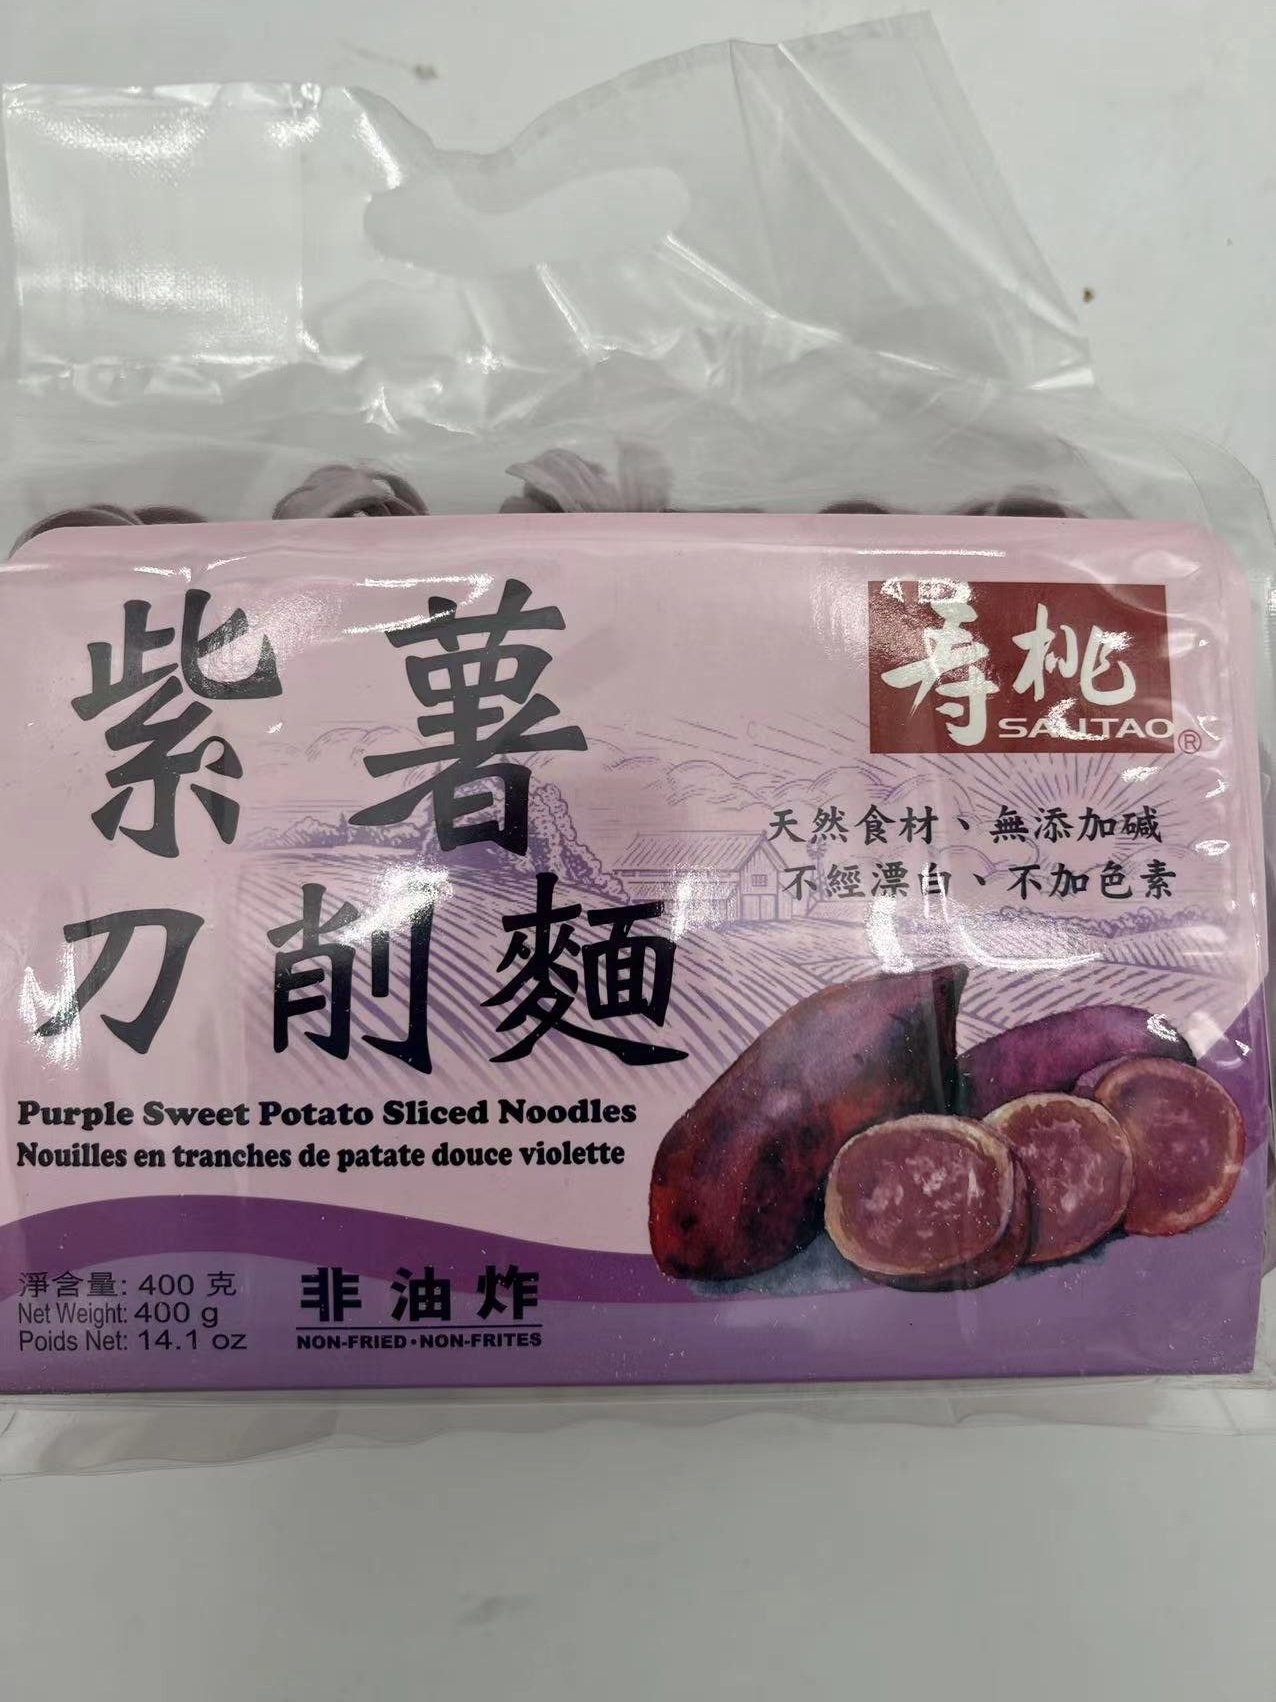 紫薯
刀削麵
寿桃
SAUTAO®
天然食材、無添加碱
不經漂白、不加色素
Purple Sweet Potato Sliced Noodles
Nouilles en tranches de patate douce violette
淨含量: 400 克
Net Weight: 400 g
Poids Net: 14.1 oz
非油炸
NON-FRIED•NON-FRITES